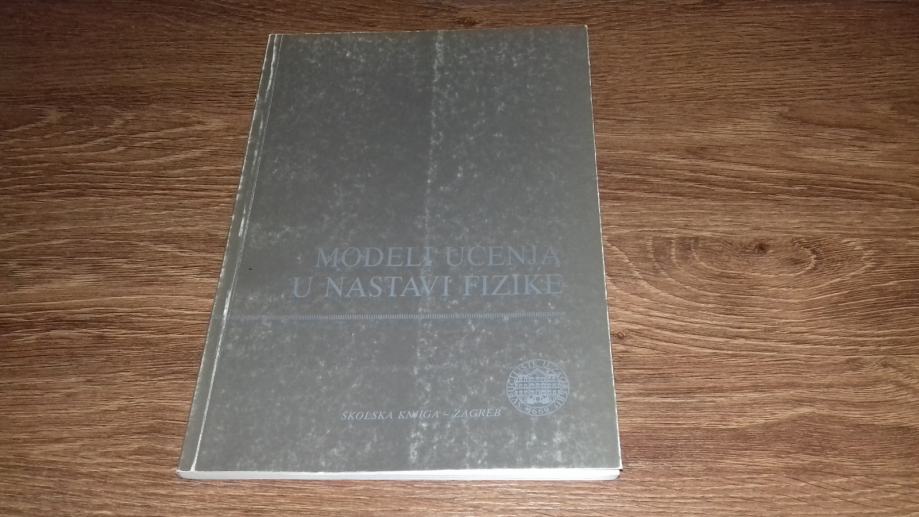 MODELI UČENJA
U NASTAVI FIZIKE
ŠKOLSKA KNJIGA – ZAGREB